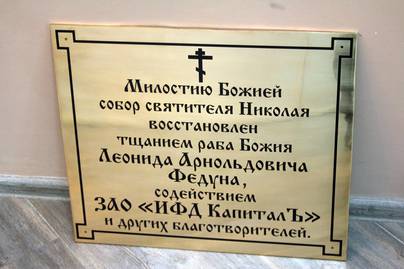 Милостию Божией
собор святителя Николая
восстановлен
тщанием раба Божия
Леонида Арнольдовича
Федуна,
содействием
ЗАО «ИФД КапиталЪ»
и других благотворителей.